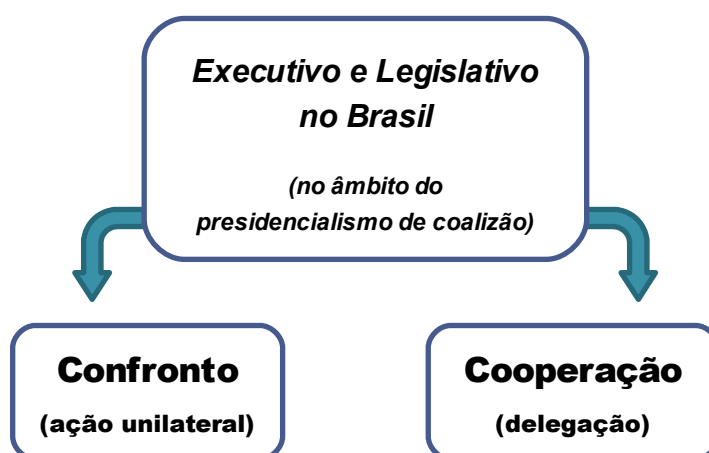 Executivo e Legislativo
no Brasil
(no âmbito do
presidencialismo de coalizão)
Confronto
(ação unilateral)
Cooperação
(delegação)